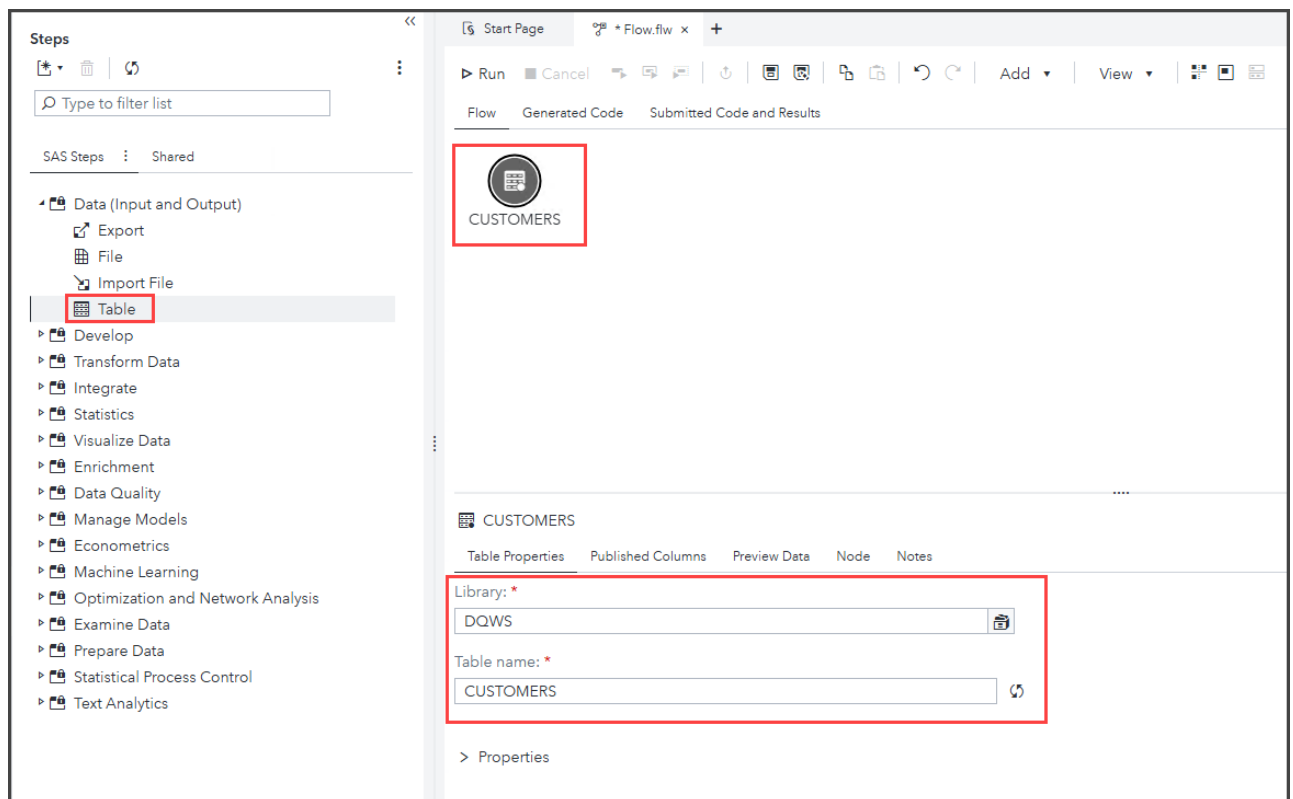 Steps
Type to filter list
SAS Steps
Shared
Data (Input and Output)
Export
File
Import File
Table
Develop
Transform Data
Integrate
Statistics
Visualize Data
Enrichment
Data Quality
Manage Models
Econometrics
Machine Learning
Optimization and Network Analysis
Examine Data
Prepare Data
Statistical Process Control
Text Analytics
Start Page
* Flow.flw × +
Run Cancel Add View
Flow Generated Code Submitted Code and Results
CUSTOMERS
CUSTOMERS
Table Properties Published Columns Preview Data Node Notes
Library: *
DQWS
Table name: *
CUSTOMERS
Properties